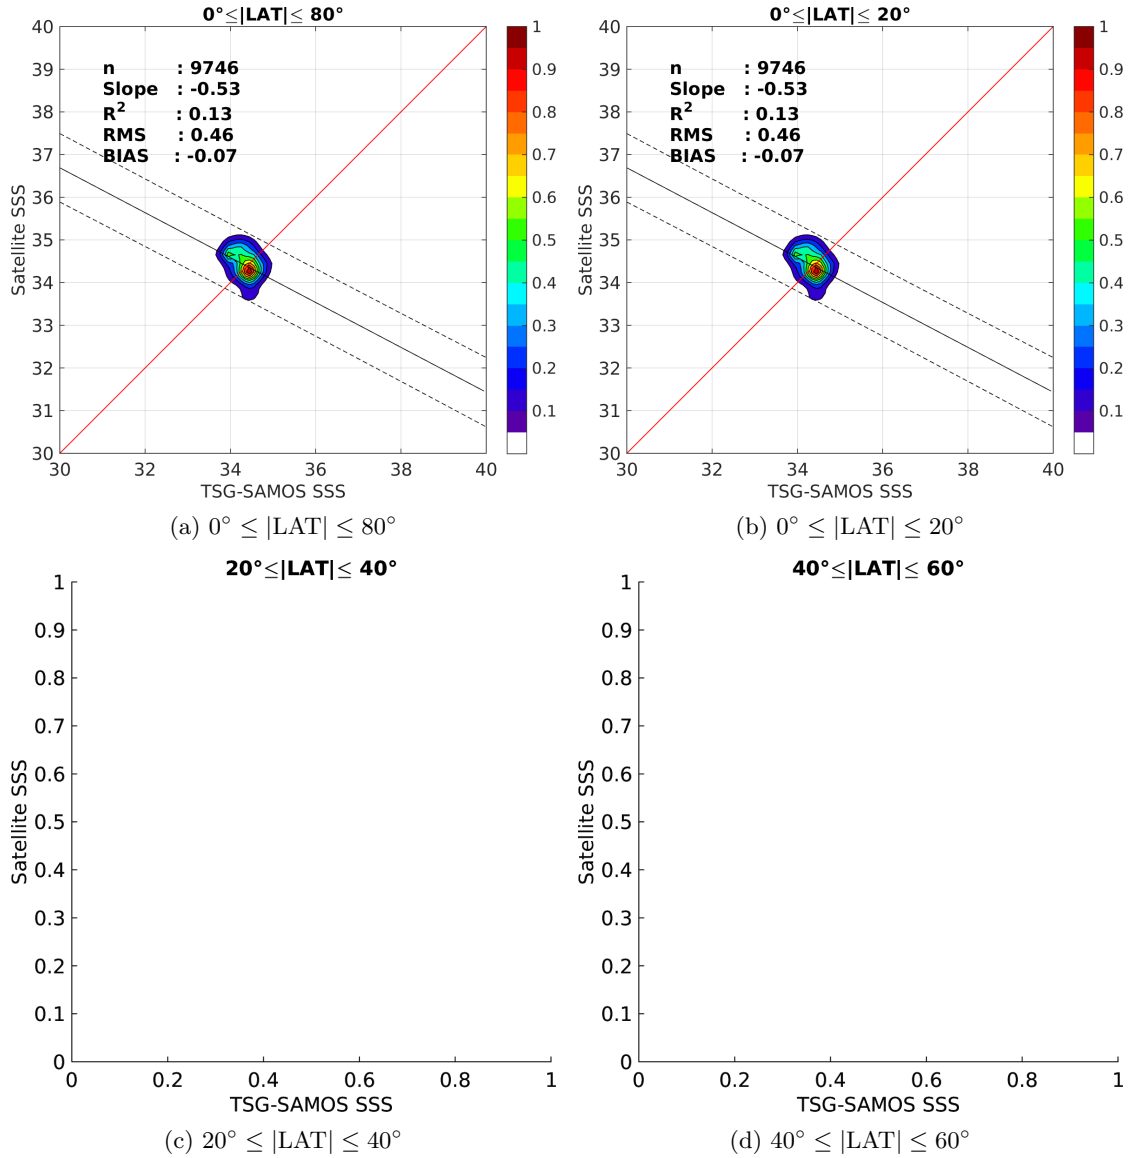 0°≤|LAT|≤ 80°
40
39
38
37
36
35
34
33
32
31
30
n : 9746
Slope : -0.53
R² : 0.13
RMS : 0.46
BIAS : -0.07
Satellite SSS
30 32 34 36 38 40
TSG-SAMOS SSS
1
0.9
0.8
0.7
0.6
0.5
0.4
0.3
0.2
0.1
(a) 0° ≤ |LAT| ≤ 80°
0°≤|LAT|≤ 20°
40
39
38
37
36
35
34
33
32
31
30
n : 9746
Slope : -0.53
R² : 0.13
RMS : 0.46
BIAS : -0.07
Satellite SSS
30 32 34 36 38 40
TSG-SAMOS SSS
1
0.9
0.8
0.7
0.6
0.5
0.4
0.3
0.2
0.1
(b) 0° ≤ |LAT| ≤ 20°
20°≤|LAT|≤ 40°
1
0.9
0.8
0.7
0.6
0.5
0.4
0.3
0.2
0.1
0
Satellite SSS
0 0.2 0.4 0.6 0.8 1
TSG-SAMOS SSS
(c) 20° ≤ |LAT| ≤ 40°
40°≤|LAT|≤ 60°
1
0.9
0.8
0.7
0.6
0.5
0.4
0.3
0.2
0.1
0
Satellite SSS
0 0.2 0.4 0.6 0.8 1
TSG-SAMOS SSS
(d) 40° ≤ |LAT| ≤ 60°